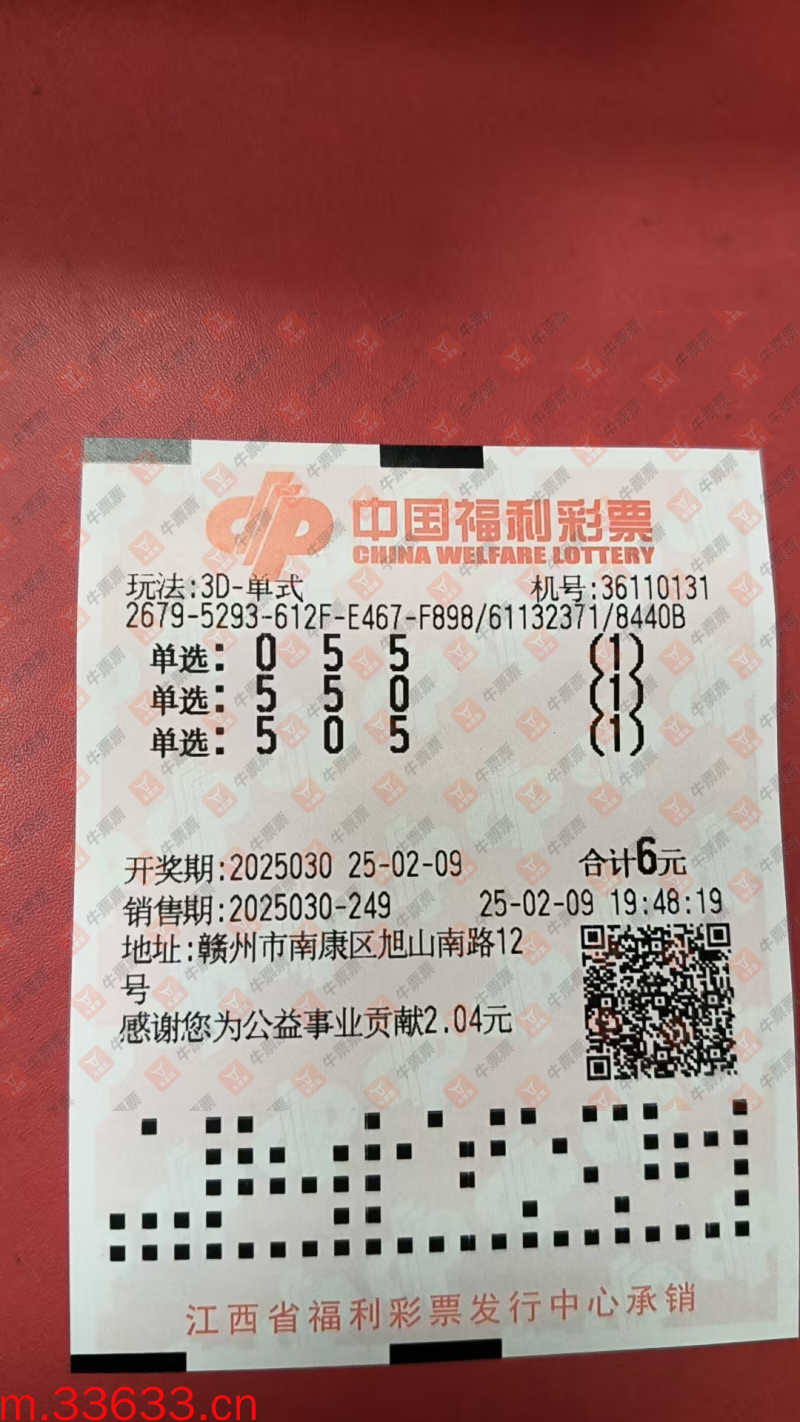 中国福利彩票
CHINA WELFARE LOTTERY
玩法:3D-单式 机号:36110131
2679-5293-612F-E467-F898/61132371/8440B
单选: 0 5 5 (1)
单选: 5 5 0 (1)
单选: 5 0 5 (1)
开奖期:2025030 25-02-09 合计6元
销售期:2025030-249 25-02-09 19:48:19
地址:赣州市南康区旭山南路12
号
感谢您为公益事业贡献2.04元
江西省福利彩票发行中心承销
牛票票
m.33633.cn